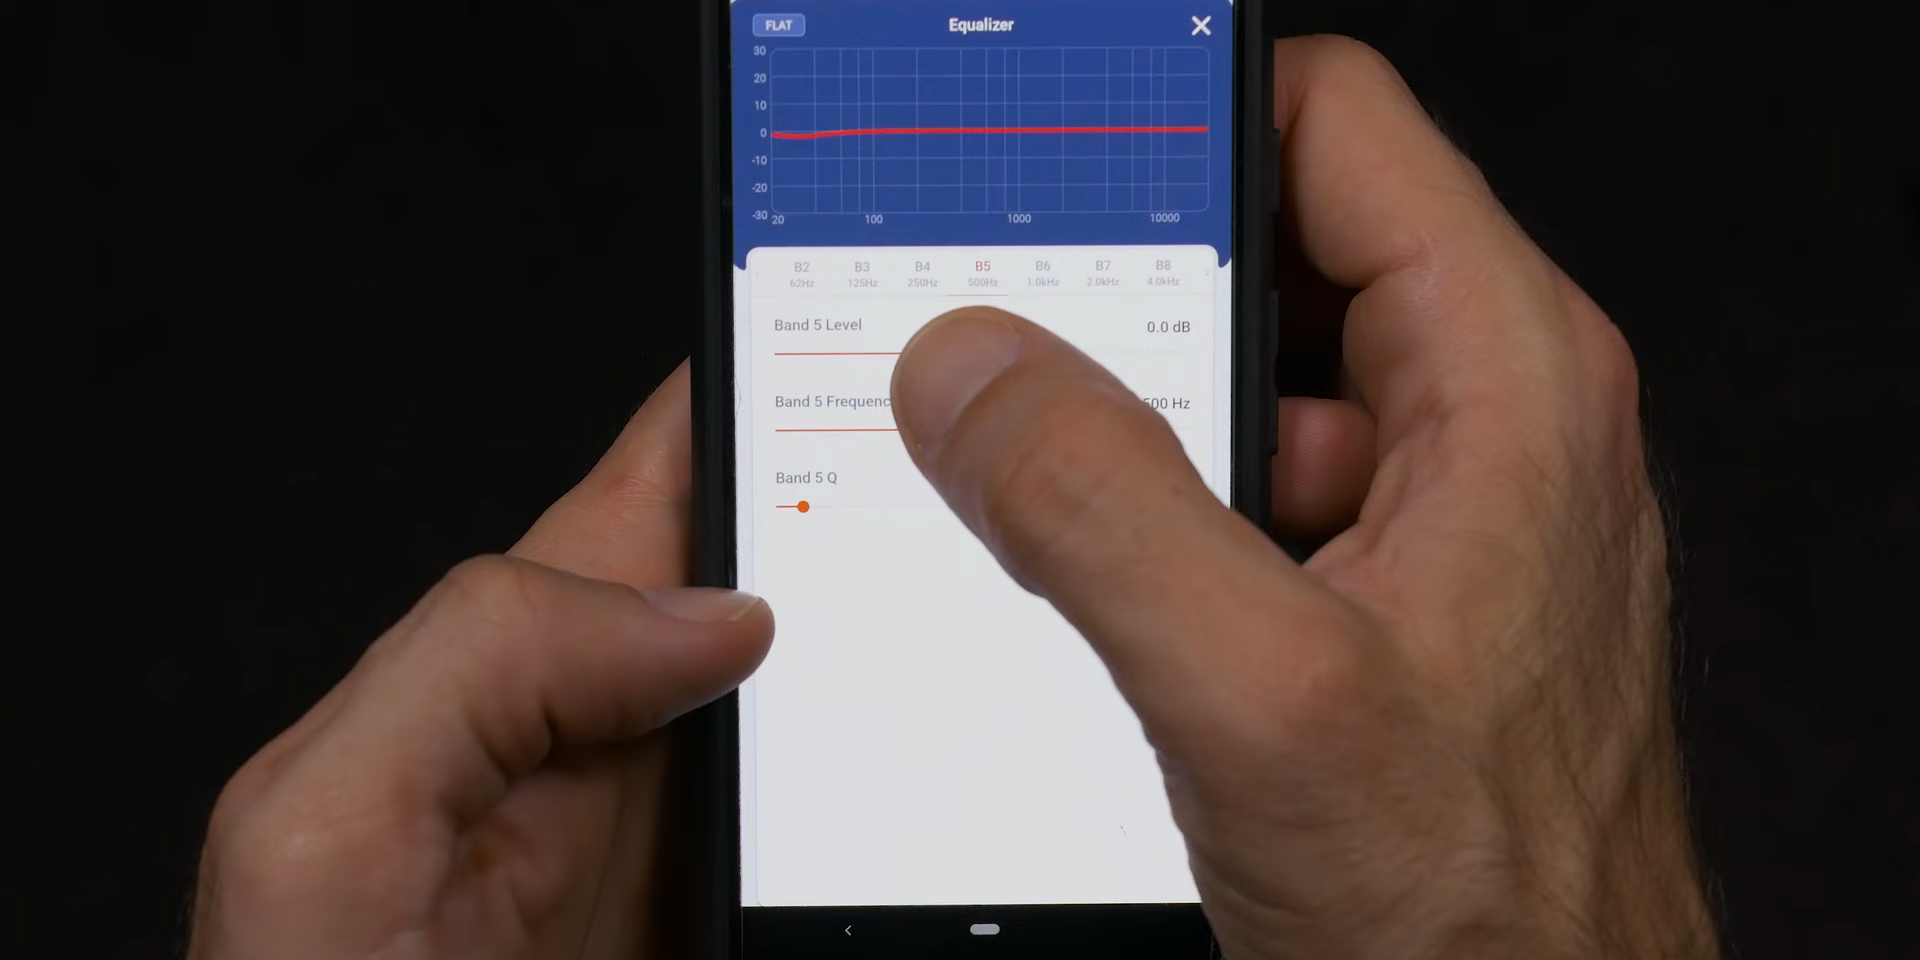 FLAT Equalizer
30
20
10
0
-10
-20
-30
20 100 1000 10000
B2 B3 B4 B5 B6 B7 B8
62Hz 125Hz 250Hz 500Hz 1.0kHz 2.0kHz 4.0kHz
Band 5 Level 0.0 dB
Band 5 Frequenc 500 Hz
Band 5 Q